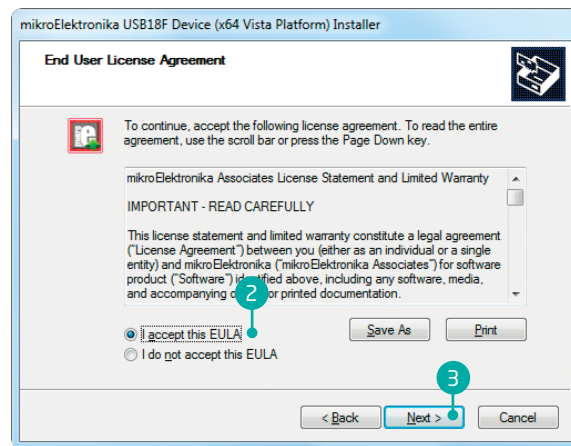 mikroElektronika USB18F Device (x64 Vista Platform) Installer
End User License Agreement
To continue, accept the following license agreement. To read the entire
agreement, use the scroll bar or press the Page Down key.
mikroElektronika Associates License Statement and Limited Warranty
IMPORTANT - READ CAREFULLY
This license statement and limited warranty constitute a legal agreement
("License Agreement") between you (either as an individual or a single
entity) and mikroElektronika ("mikroElektronika Associates") for software
product ("Software") identified above, including any software, media,
and accompanying or printed documentation.
2
I accept this EULA
Save As
Print
I do not accept this EULA
3
< Back
Next >
Cancel